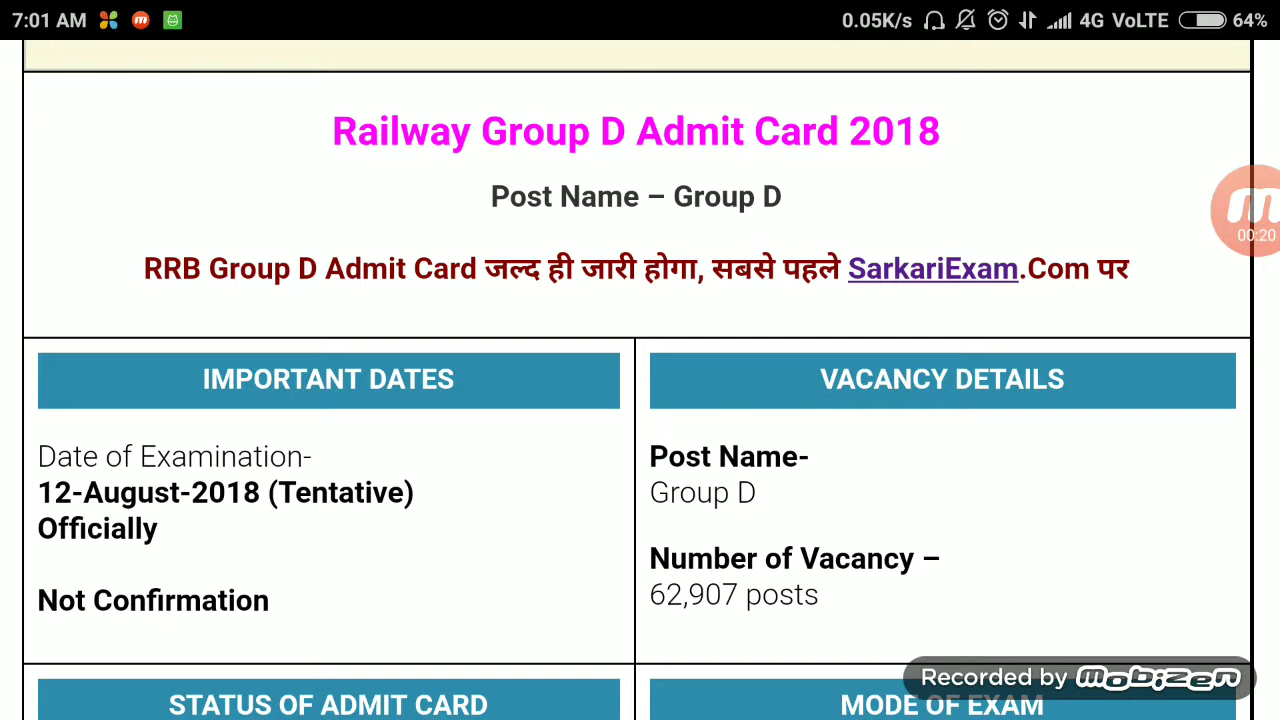 7:01 AM
0.05K/s 4G VoLTE 64%
Railway Group D Admit Card 2018
Post Name – Group D
00:20
RRB Group D Admit Card जल्द ही जारी होगा, सबसे पहले SarkariExam.Com पर
IMPORTANT DATES
Date of Examination-
12-August-2018 (Tentative)
Officially
Not Confirmation
VACANCY DETAILS
Post Name-
Group D
Number of Vacancy –
62,907 posts
STATUS OF ADMIT CARD
MODE OF EXAM
Recorded by mobizen